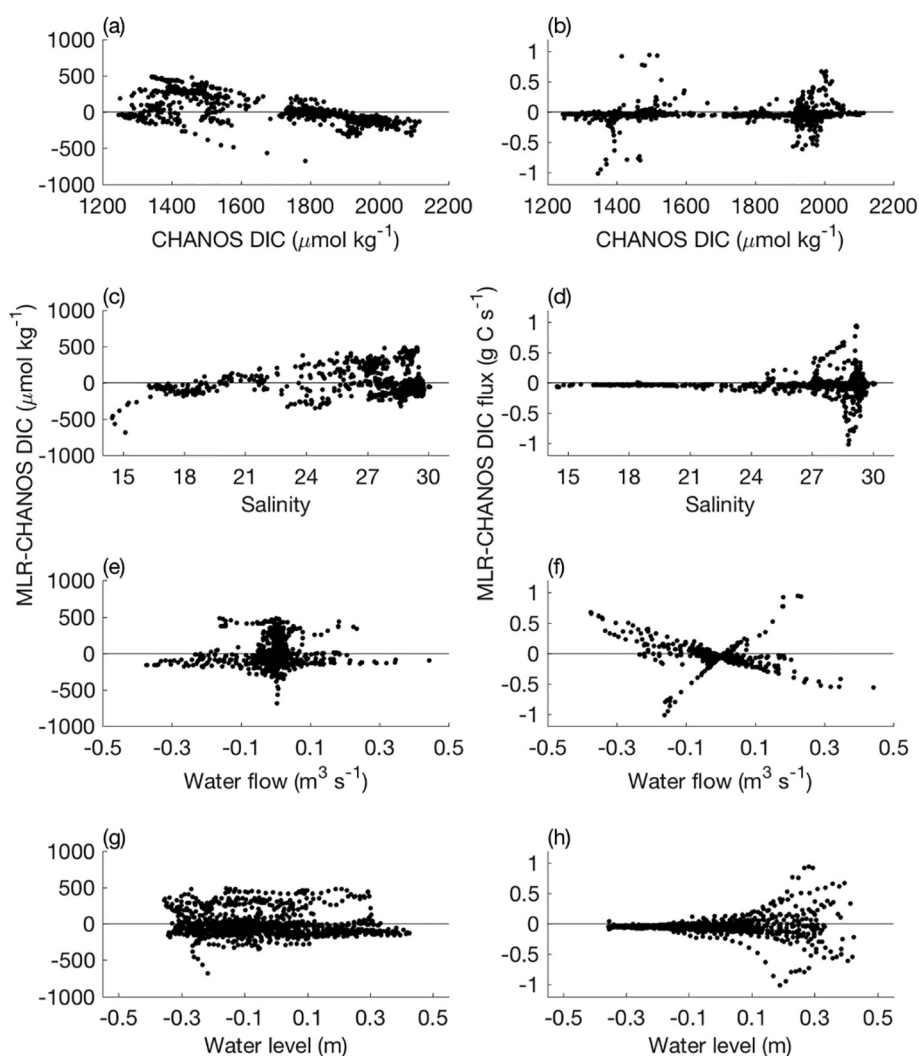 (a)
(b)
1000
500
0
-500
-1000
1
0.5
0
-0.5
-1
1200 1400 1600 1800 2000 2200
1200 1400 1600 1800 2000 2200
CHANOS DIC (μmol kg⁻¹)
CHANOS DIC (μmol kg⁻¹)
MLR-CHANOS DIC (μmol kg⁻¹)
MLR-CHANOS DIC flux (g C s⁻¹)
(c)
(d)
1000
500
0
-500
-1000
1
0.5
0
-0.5
-1
15 18 21 24 27 30
15 18 21 24 27 30
Salinity
Salinity
(e)
(f)
1000
500
0
-500
-1000
1
0.5
0
-0.5
-1
-0.5 -0.3 -0.1 0.1 0.3 0.5
-0.5 -0.3 -0.1 0.1 0.3 0.5
Water flow (m³ s⁻¹)
Water flow (m³ s⁻¹)
(g)
(h)
1000
500
0
-500
-1000
1
0.5
0
-0.5
-1
-0.5 -0.3 -0.1 0.1 0.3 0.5
-0.5 -0.3 -0.1 0.1 0.3 0.5
Water level (m)
Water level (m)